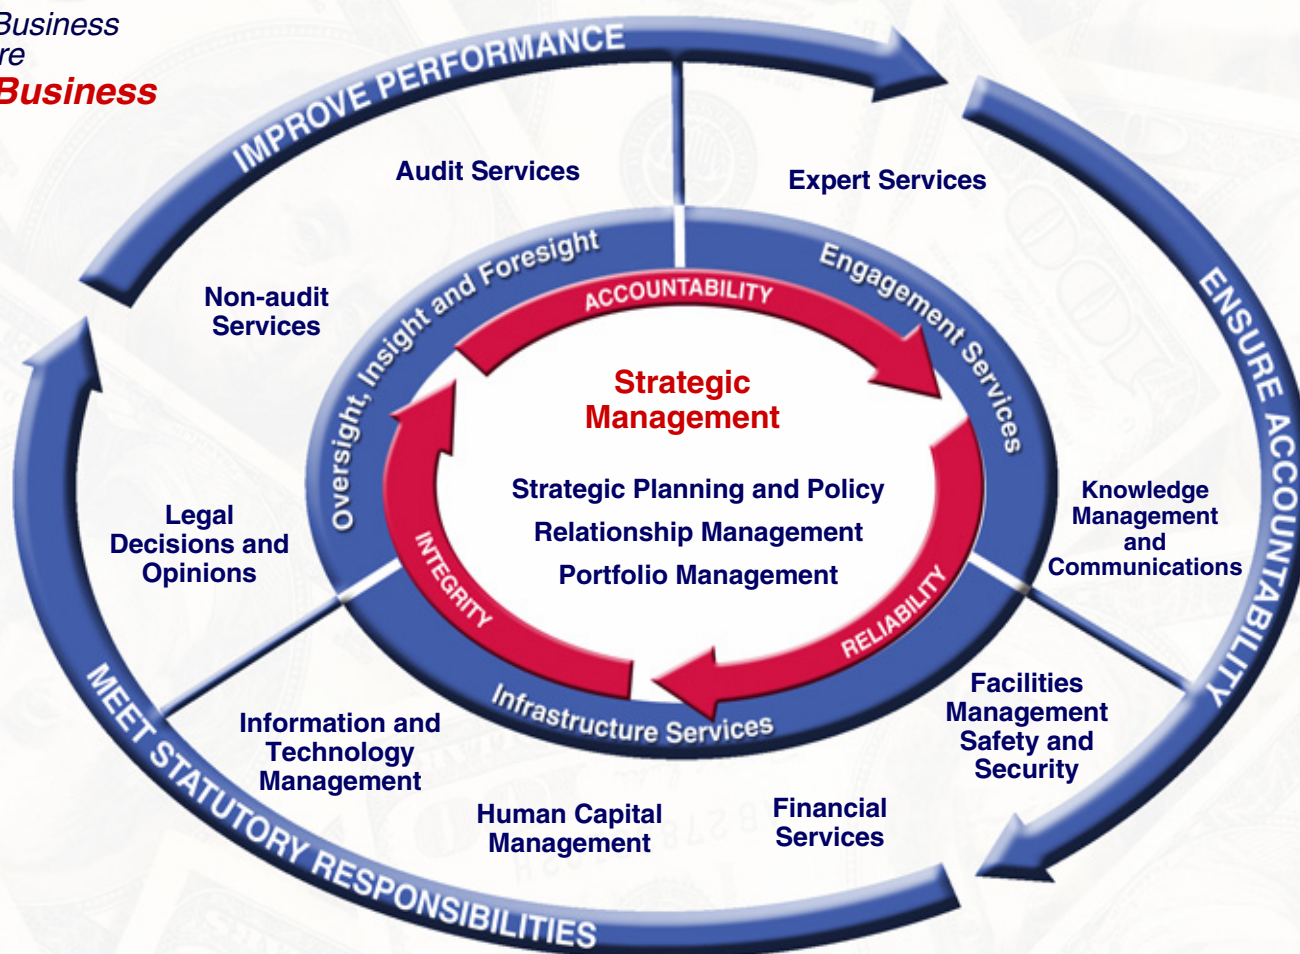 Business
re
Business
IMPROVE PERFORMANCE
ENSURE ACCOUNTABILITY
MEET STATUTORY RESPONSIBILITIES
Audit Services
Expert Services
Non-audit
Services
Legal
Decisions and
Opinions
Knowledge
Management
and
Communications
Information and
Technology
Management
Human Capital
Management
Financial
Services
Facilities
Management
Safety and
Security
Oversight, Insight and Foresight
Engagement Services
Infrastructure Services
ACCOUNTABILITY
RELIABILITY
INTEGRITY
Strategic
Management
Strategic Planning and Policy
Relationship Management
Portfolio Management